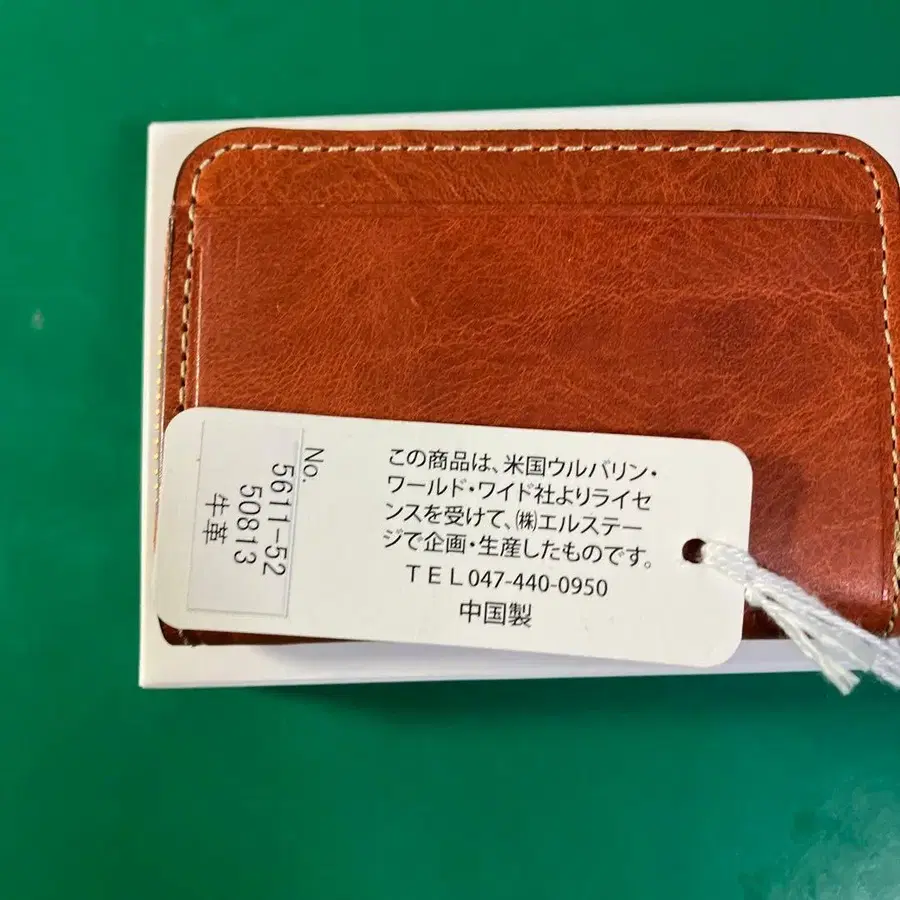 この商品は、米国ウルバリン・
ワールド・ワイド社よりライセ
ンスを受けて、㈱エルステー
ジで企画・生産したものです。
TEL047-440-0950
中国製
No.
5611-52
50813
牛革